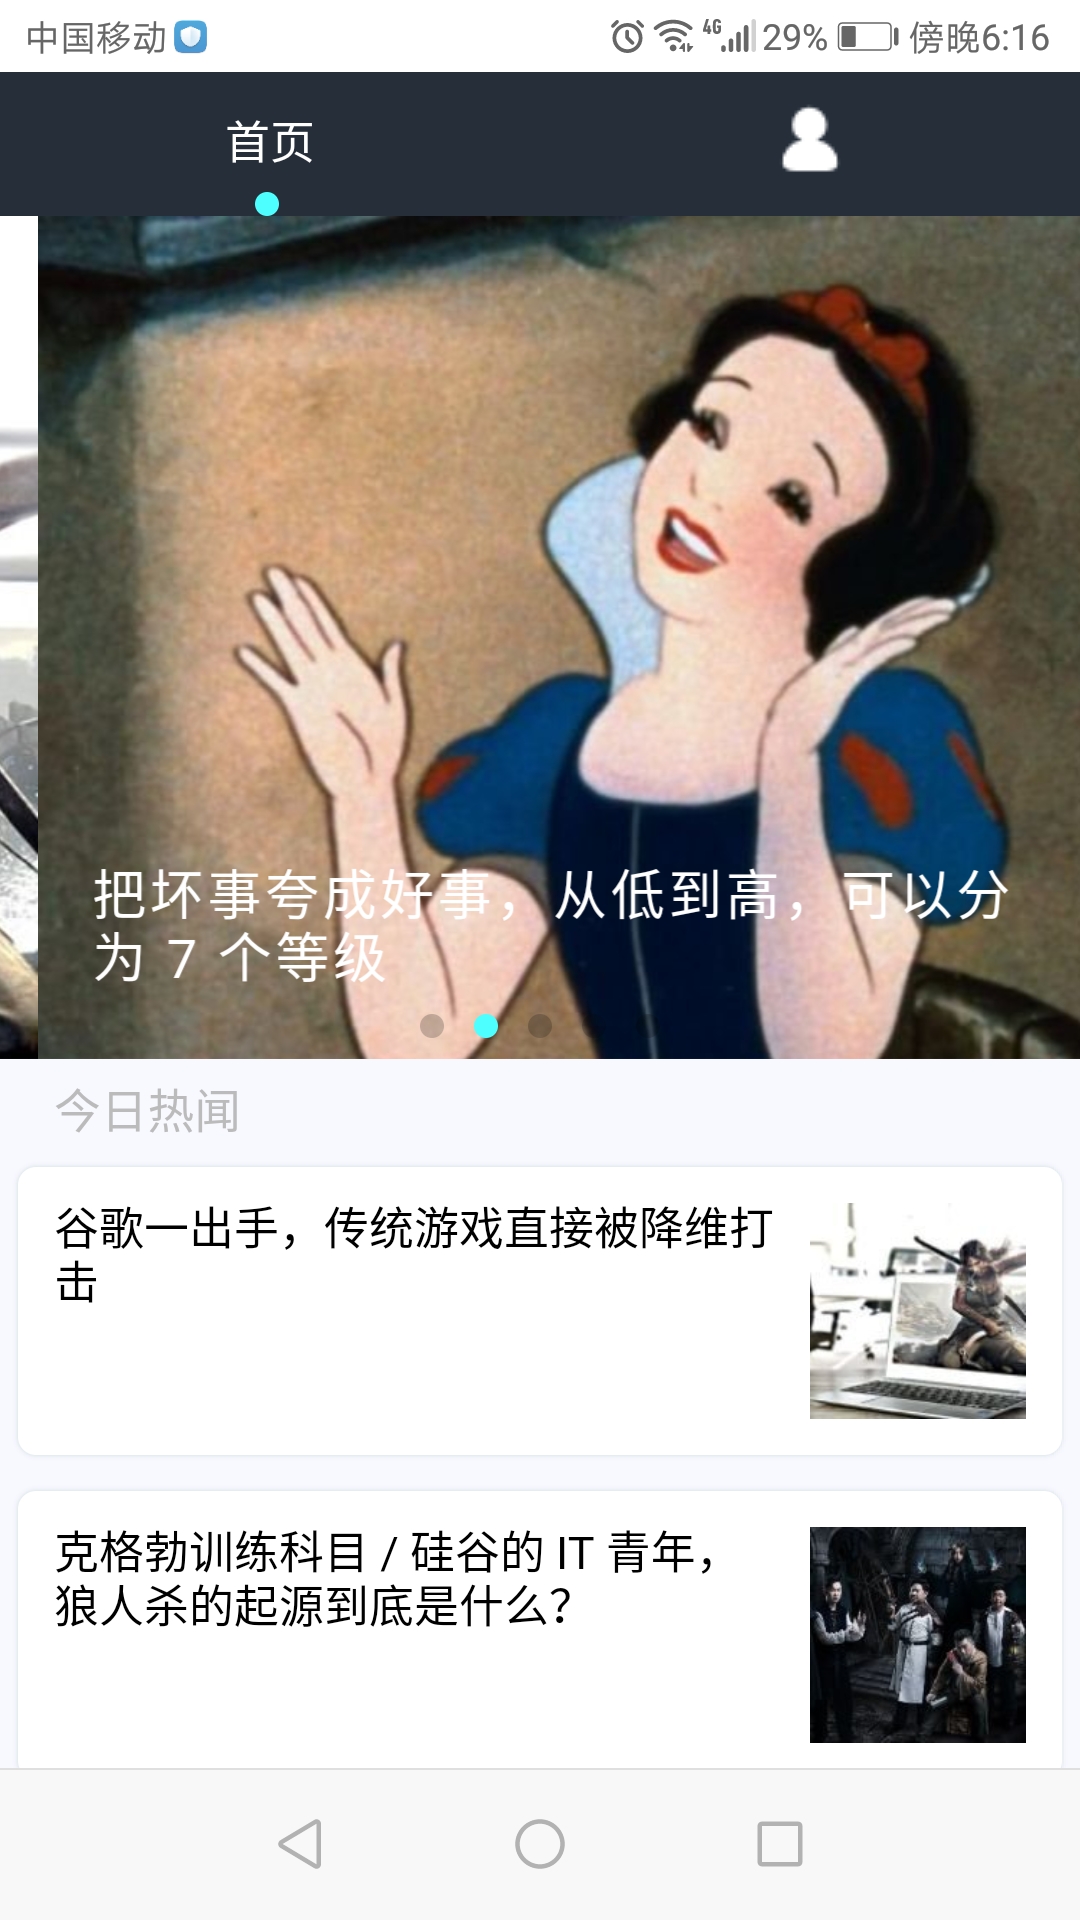 中国移动
4G 29% 傍晚6:16
首页
把坏事夸成好事，从低到高，可以分
为 7 个等级
今日热闻
谷歌一出手，传统游戏直接被降维打
击
克格勃训练科目 / 硅谷的 IT 青年，
狼人杀的起源到底是什么？